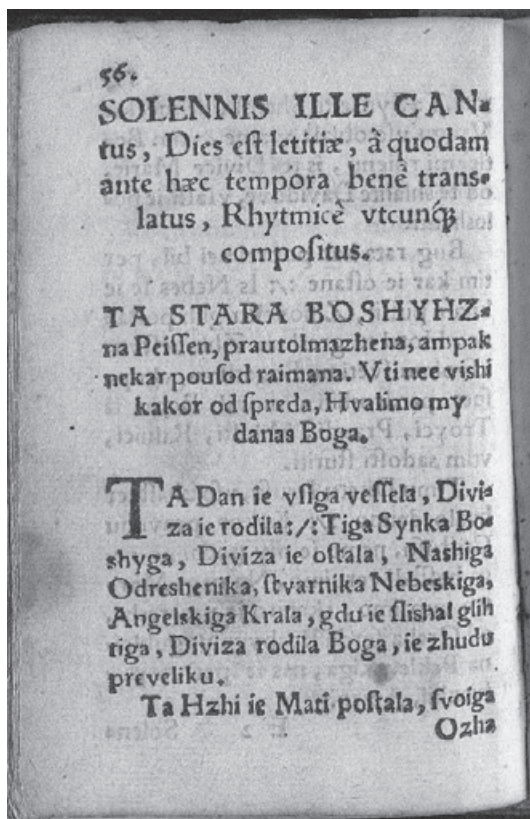 56.
SOLENNIS ILLE CAN-
tus, Dies eſt letitiæ, â quodam
ante hæc tempora benè trans-
latus, Rhytmicè vtcunq́;
compoſitus.
TA STARA BOSHYHZ-
na Peiſſen, prautolmazhena, ampak
nekar pouſod raimana. V ti nee vishi
kakor od ſpreda, Hvalimo my
danas Boga.
TA Dan ie vſiga veſſela, Divi-
za ie rodila:/: Tiga Synka Bo-
shyga, Diviza ie oſtala, Nashiga
Odreshenika, ſtvarnika Nebeskiga,
Angelskiga Krala, gdu ie ſlishal glih
tiga, Diviza rodila Boga, ie zhudu
preveliku.
Ta Hzhi ie Mati poſtala, ſvoiga
Ozha